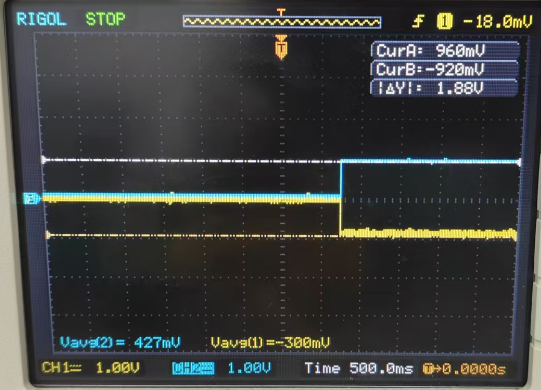 RIGOL STOP 1 -18.0mV
T
CurA: 960mV
CurB:-920mV
|ΔY|: 1.88V
Vavg(2)= 427mV Vavg(1)=-300mV
CH1 1.00V CH2 1.00V Time 500.0ms T→0.0000s